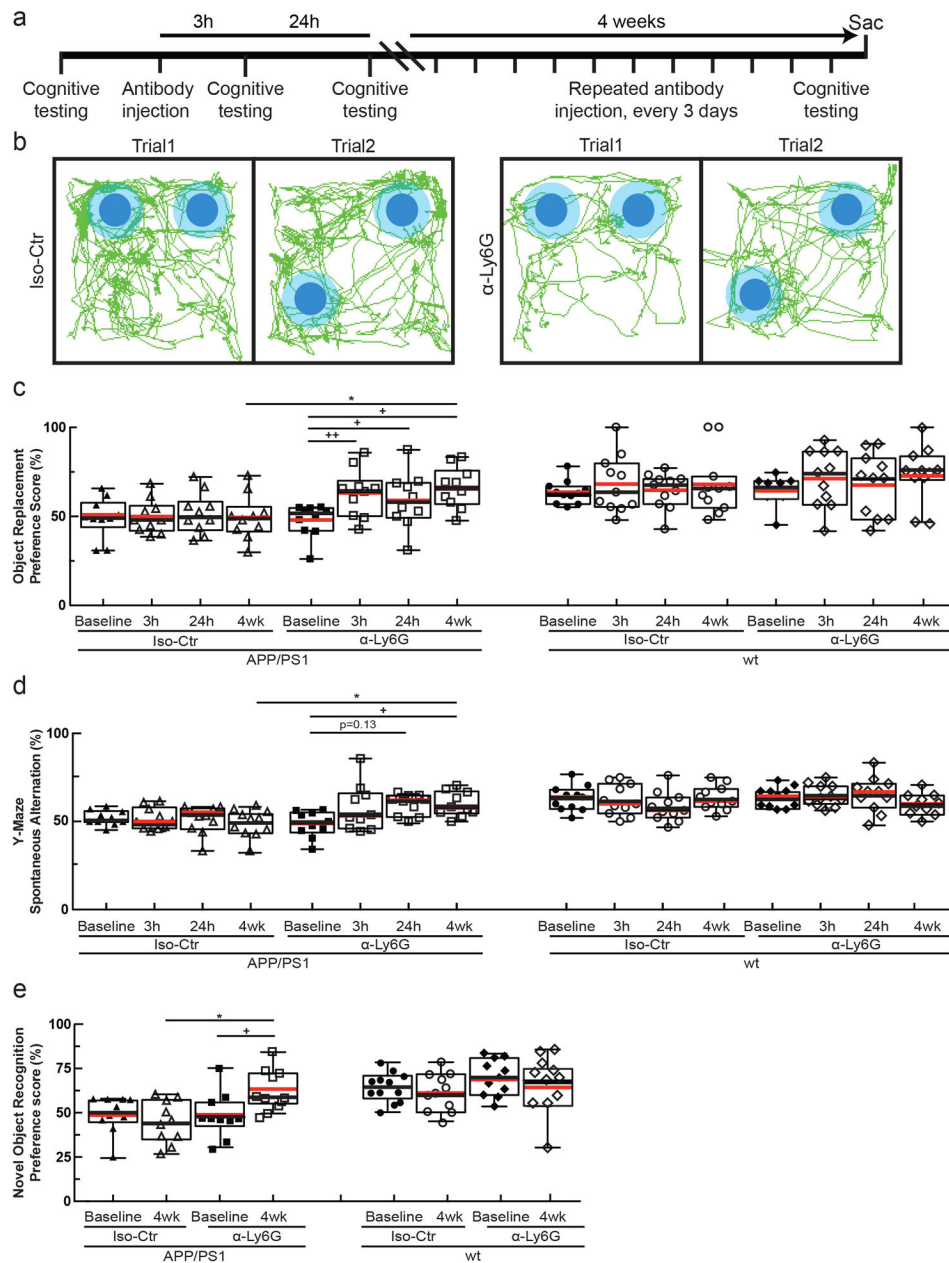 a
3h 24h 4 weeks Sac
Cognitive testing
Antibody injection
Cognitive testing
Cognitive testing
Repeated antibody injection, every 3 days
Cognitive testing
b
Trial1 Trial2 Trial1 Trial2
Iso-Ctr
α-Ly6G
c
Object Replacement
Preference Score (%)
100
50
0
*
+
+
++
Baseline 3h 24h 4wk Baseline 3h 24h 4wk Baseline 3h 24h 4wk Baseline 3h 24h 4wk
Iso-Ctr α-Ly6G Iso-Ctr α-Ly6G
APP/PS1 wt
d
Y-Maze
Spontaneous Alternation (%)
100
50
0
*
+
p=0.13
Baseline 3h 24h 4wk Baseline 3h 24h 4wk Baseline 3h 24h 4wk Baseline 3h 24h 4wk
Iso-Ctr α-Ly6G Iso-Ctr α-Ly6G
APP/PS1 wt
e
Novel Object Recognition
Preference score (%)
100
75
50
25
0
*
+
Baseline 4wk Baseline 4wk Baseline 4wk Baseline 4wk
Iso-Ctr α-Ly6G Iso-Ctr α-Ly6G
APP/PS1 wt